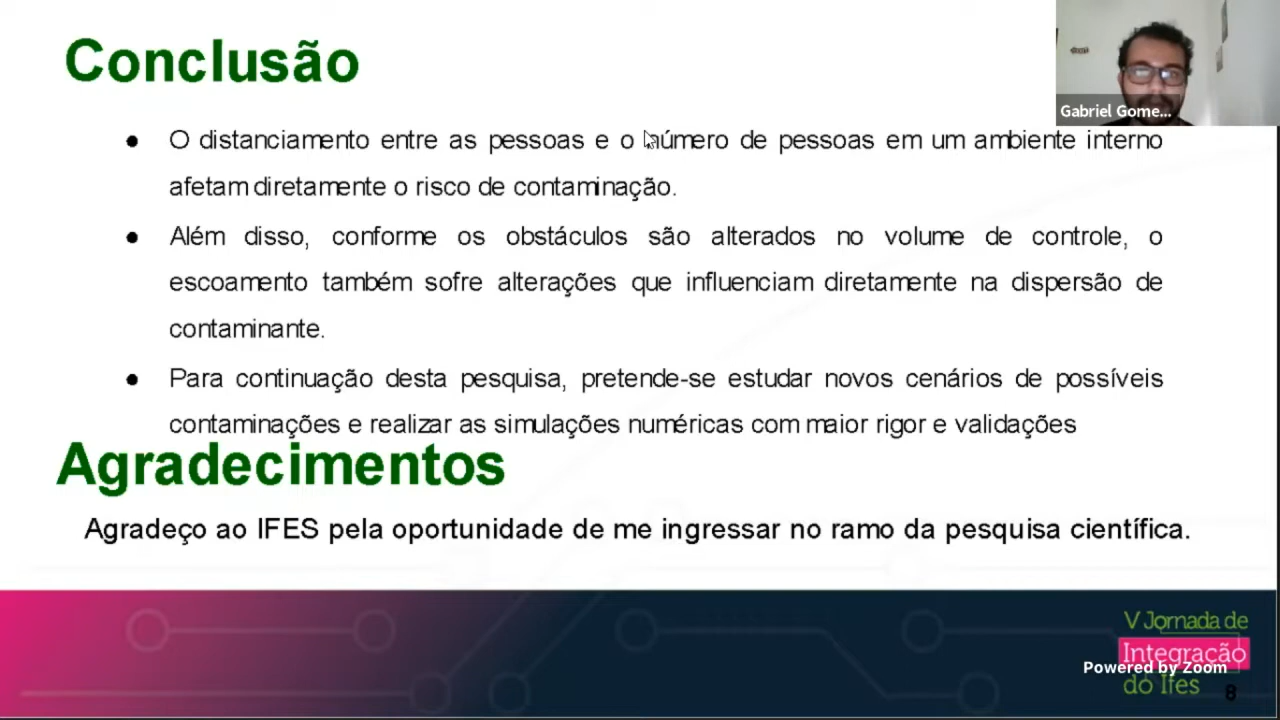 Conclusão
Gabriel Gome...
● O distanciamento entre as pessoas e o número de pessoas em um ambiente interno
afetam diretamente o risco de contaminação.
● Além disso, conforme os obstáculos são alterados no volume de controle, o
escoamento também sofre alterações que influenciam diretamente na dispersão de
contaminante.
● Para continuação desta pesquisa, pretende-se estudar novos cenários de possíveis
contaminações e realizar as simulações numéricas com maior rigor e validações
Agradecimentos
Agradeço ao IFES pela oportunidade de me ingressar no ramo da pesquisa científica.
V Jornada de
Integração
Powered by Zoom
do Ifes
8